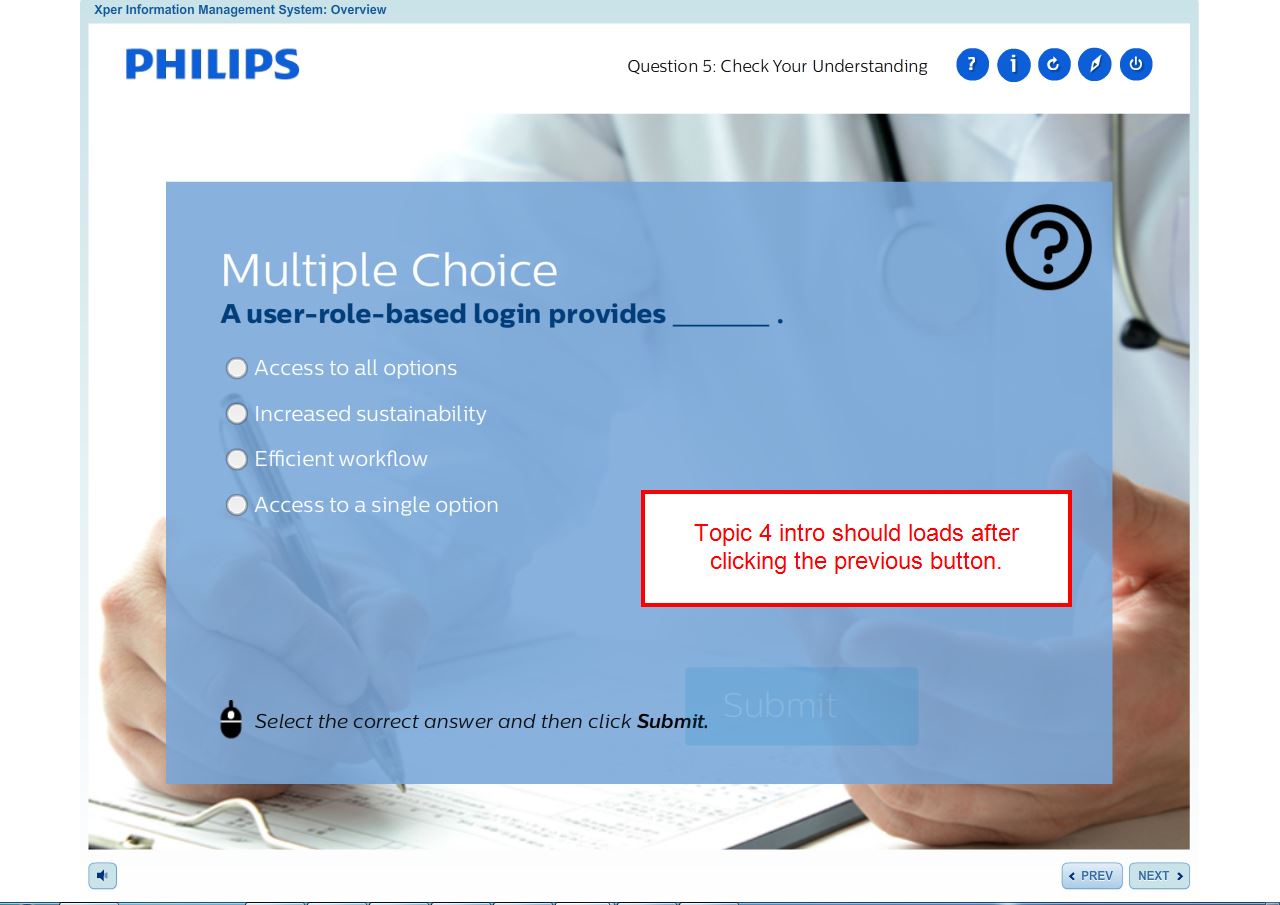 Xper Information Management System: Overview
PHILIPS
Question 5: Check Your Understanding
Multiple Choice
A user-role-based login provides _______ .
Access to all options
Increased sustainability
Efficient workflow
Access to a single option
Topic 4 intro should loads after
clicking the previous button.
Submit
Select the correct answer and then click Submit.
PREV
NEXT